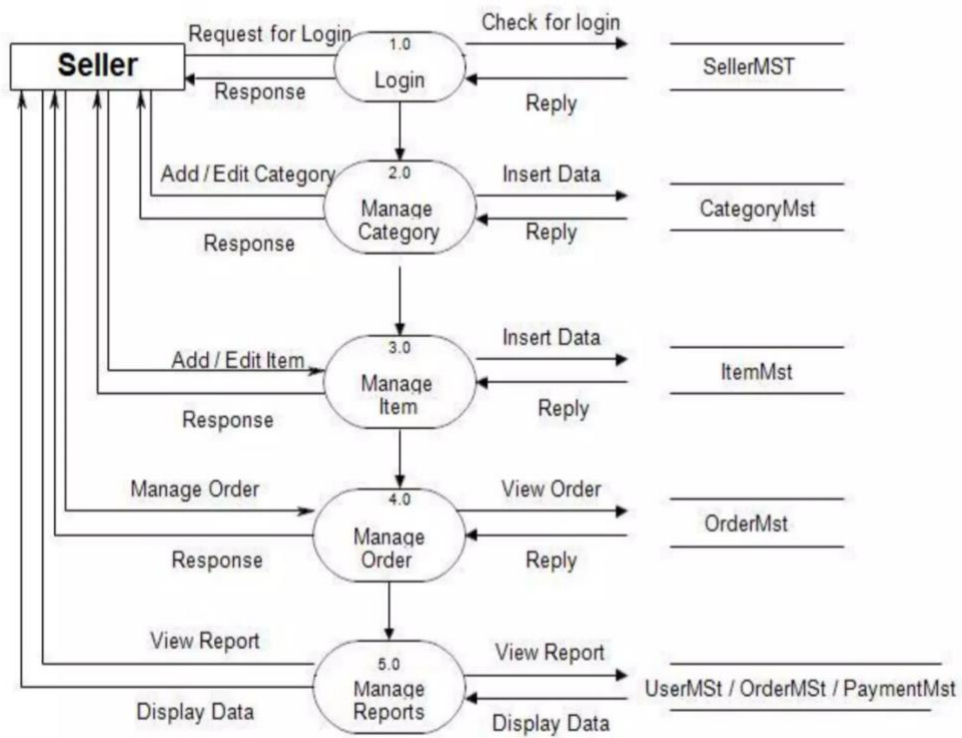 Request for Login
Check for login
1.0
Seller
Login
SellerMST
Response
Reply
Add / Edit Category
2.0
Insert Data
Manage
Category
CategoryMst
Response
Reply
3.0
Insert Data
Add / Edit Item
Manage
Item
ItemMst
Response
Reply
Manage Order
4.0
View Order
OrderMst
Manage
Order
Response
Reply
View Report
5.0
View Report
Manage
Reports
UserMSt / OrderMSt / PaymentMst
Display Data
Display Data